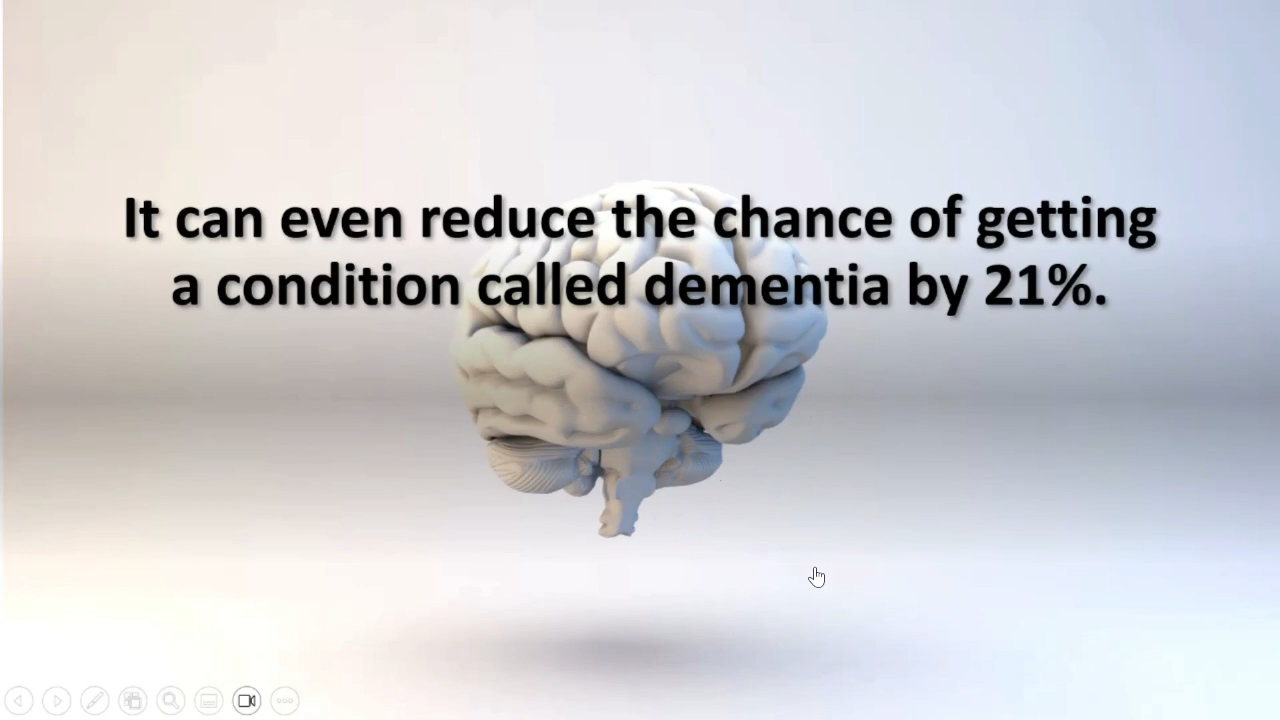 It can even reduce the chance of getting
a condition called dementia by 21%.